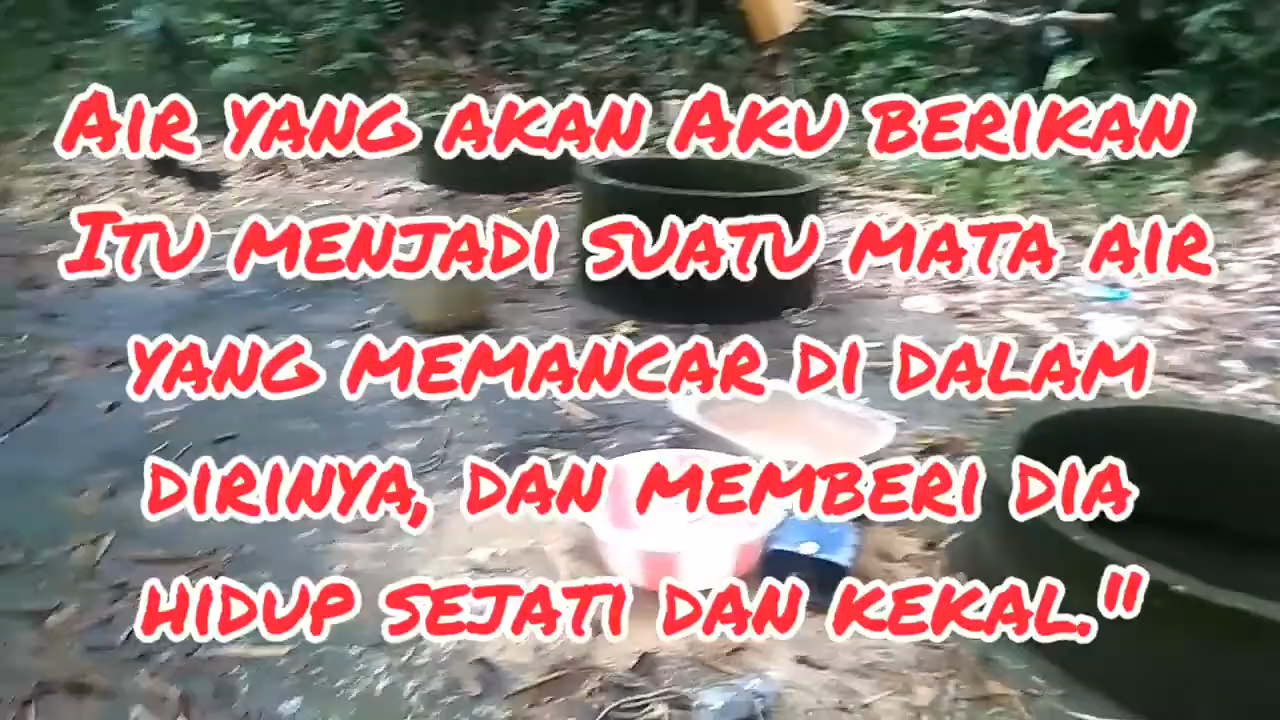 Air yang akan Aku berikan
Itu menjadi suatu mata air
yang memancar di dalam
dirinya, dan memberi dia
hidup sejati dan kekal."